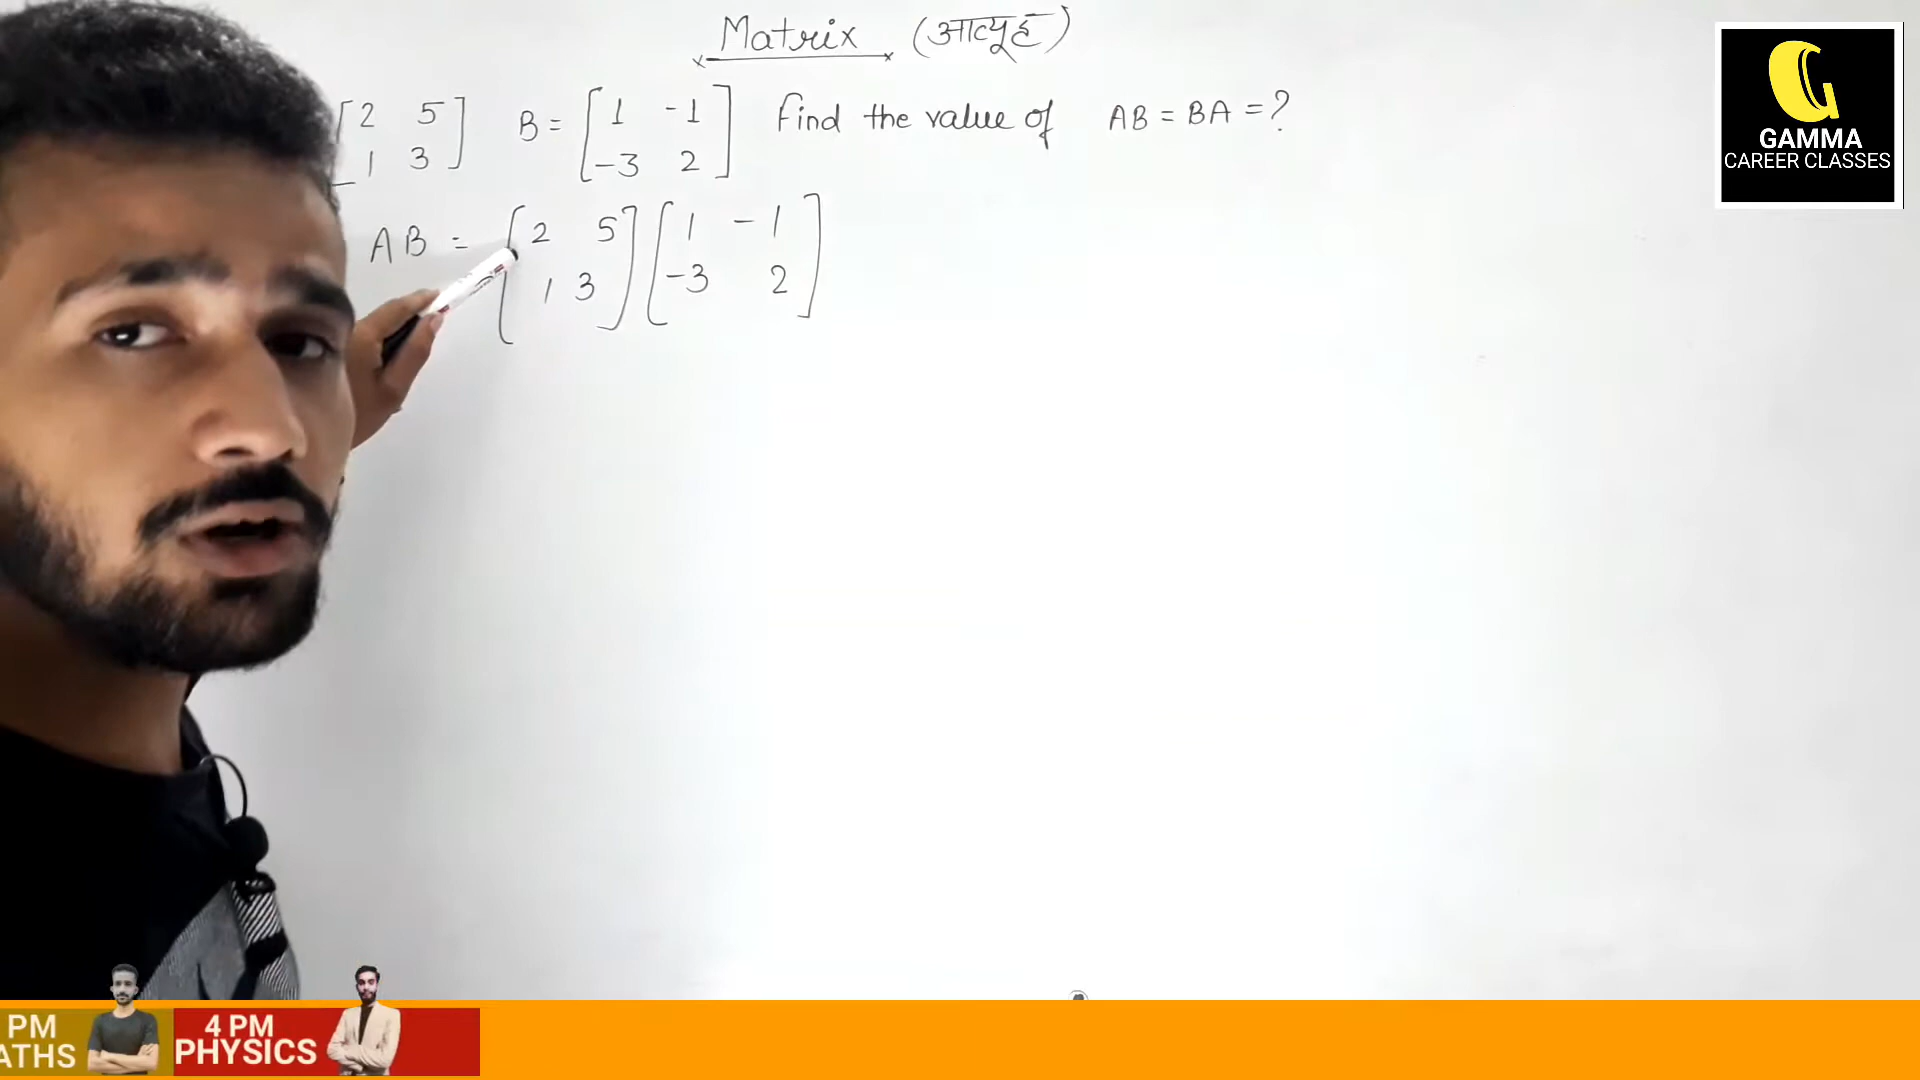 Matrix (आव्यूह)
[2 5 B = [1 -1 Find the value of AB = BA = ?
1 3] -3 2]
AB = [2 5] [1 -1]
1 3 -3 2
GAMMA
CAREER CLASSES
PM
ATHS
4 PM
PHYSICS